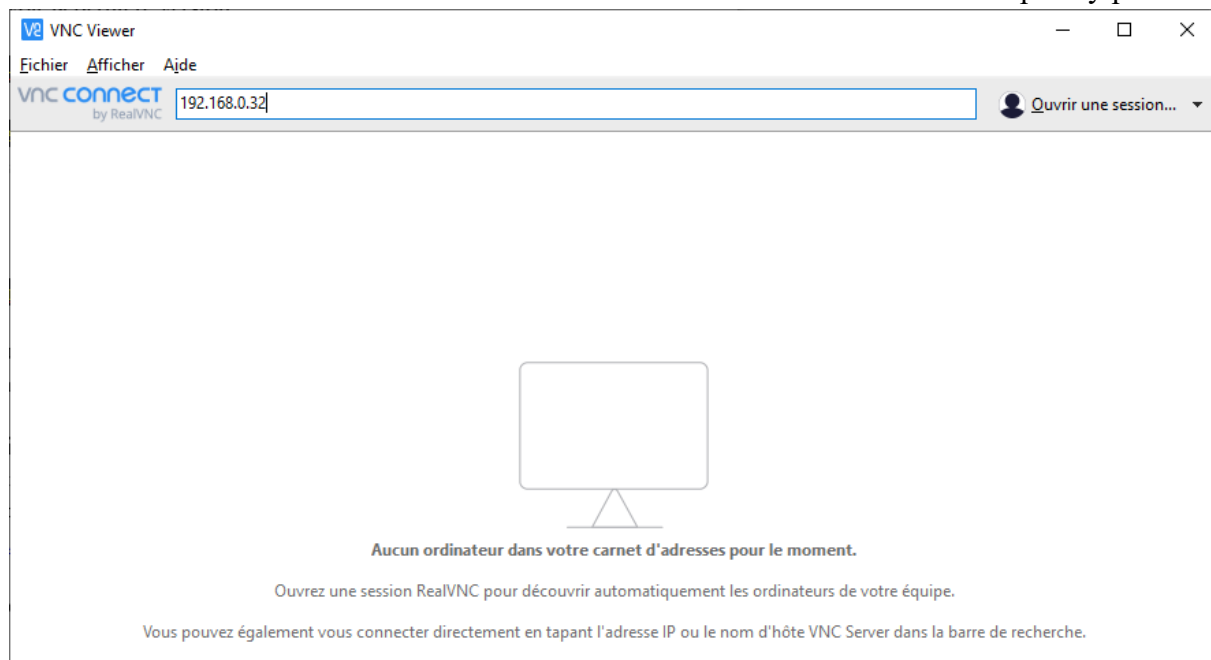 VNC Viewer
Fichier Afficher Aide
vnc connect
by RealVNC
192.168.0.32
Ouvrir une session...
Aucun ordinateur dans votre carnet d'adresses pour le moment.
Ouvrez une session RealVNC pour découvrir automatiquement les ordinateurs de votre équipe.
Vous pouvez également vous connecter directement en tapant l'adresse IP ou le nom d'hôte VNC Server dans la barre de recherche.